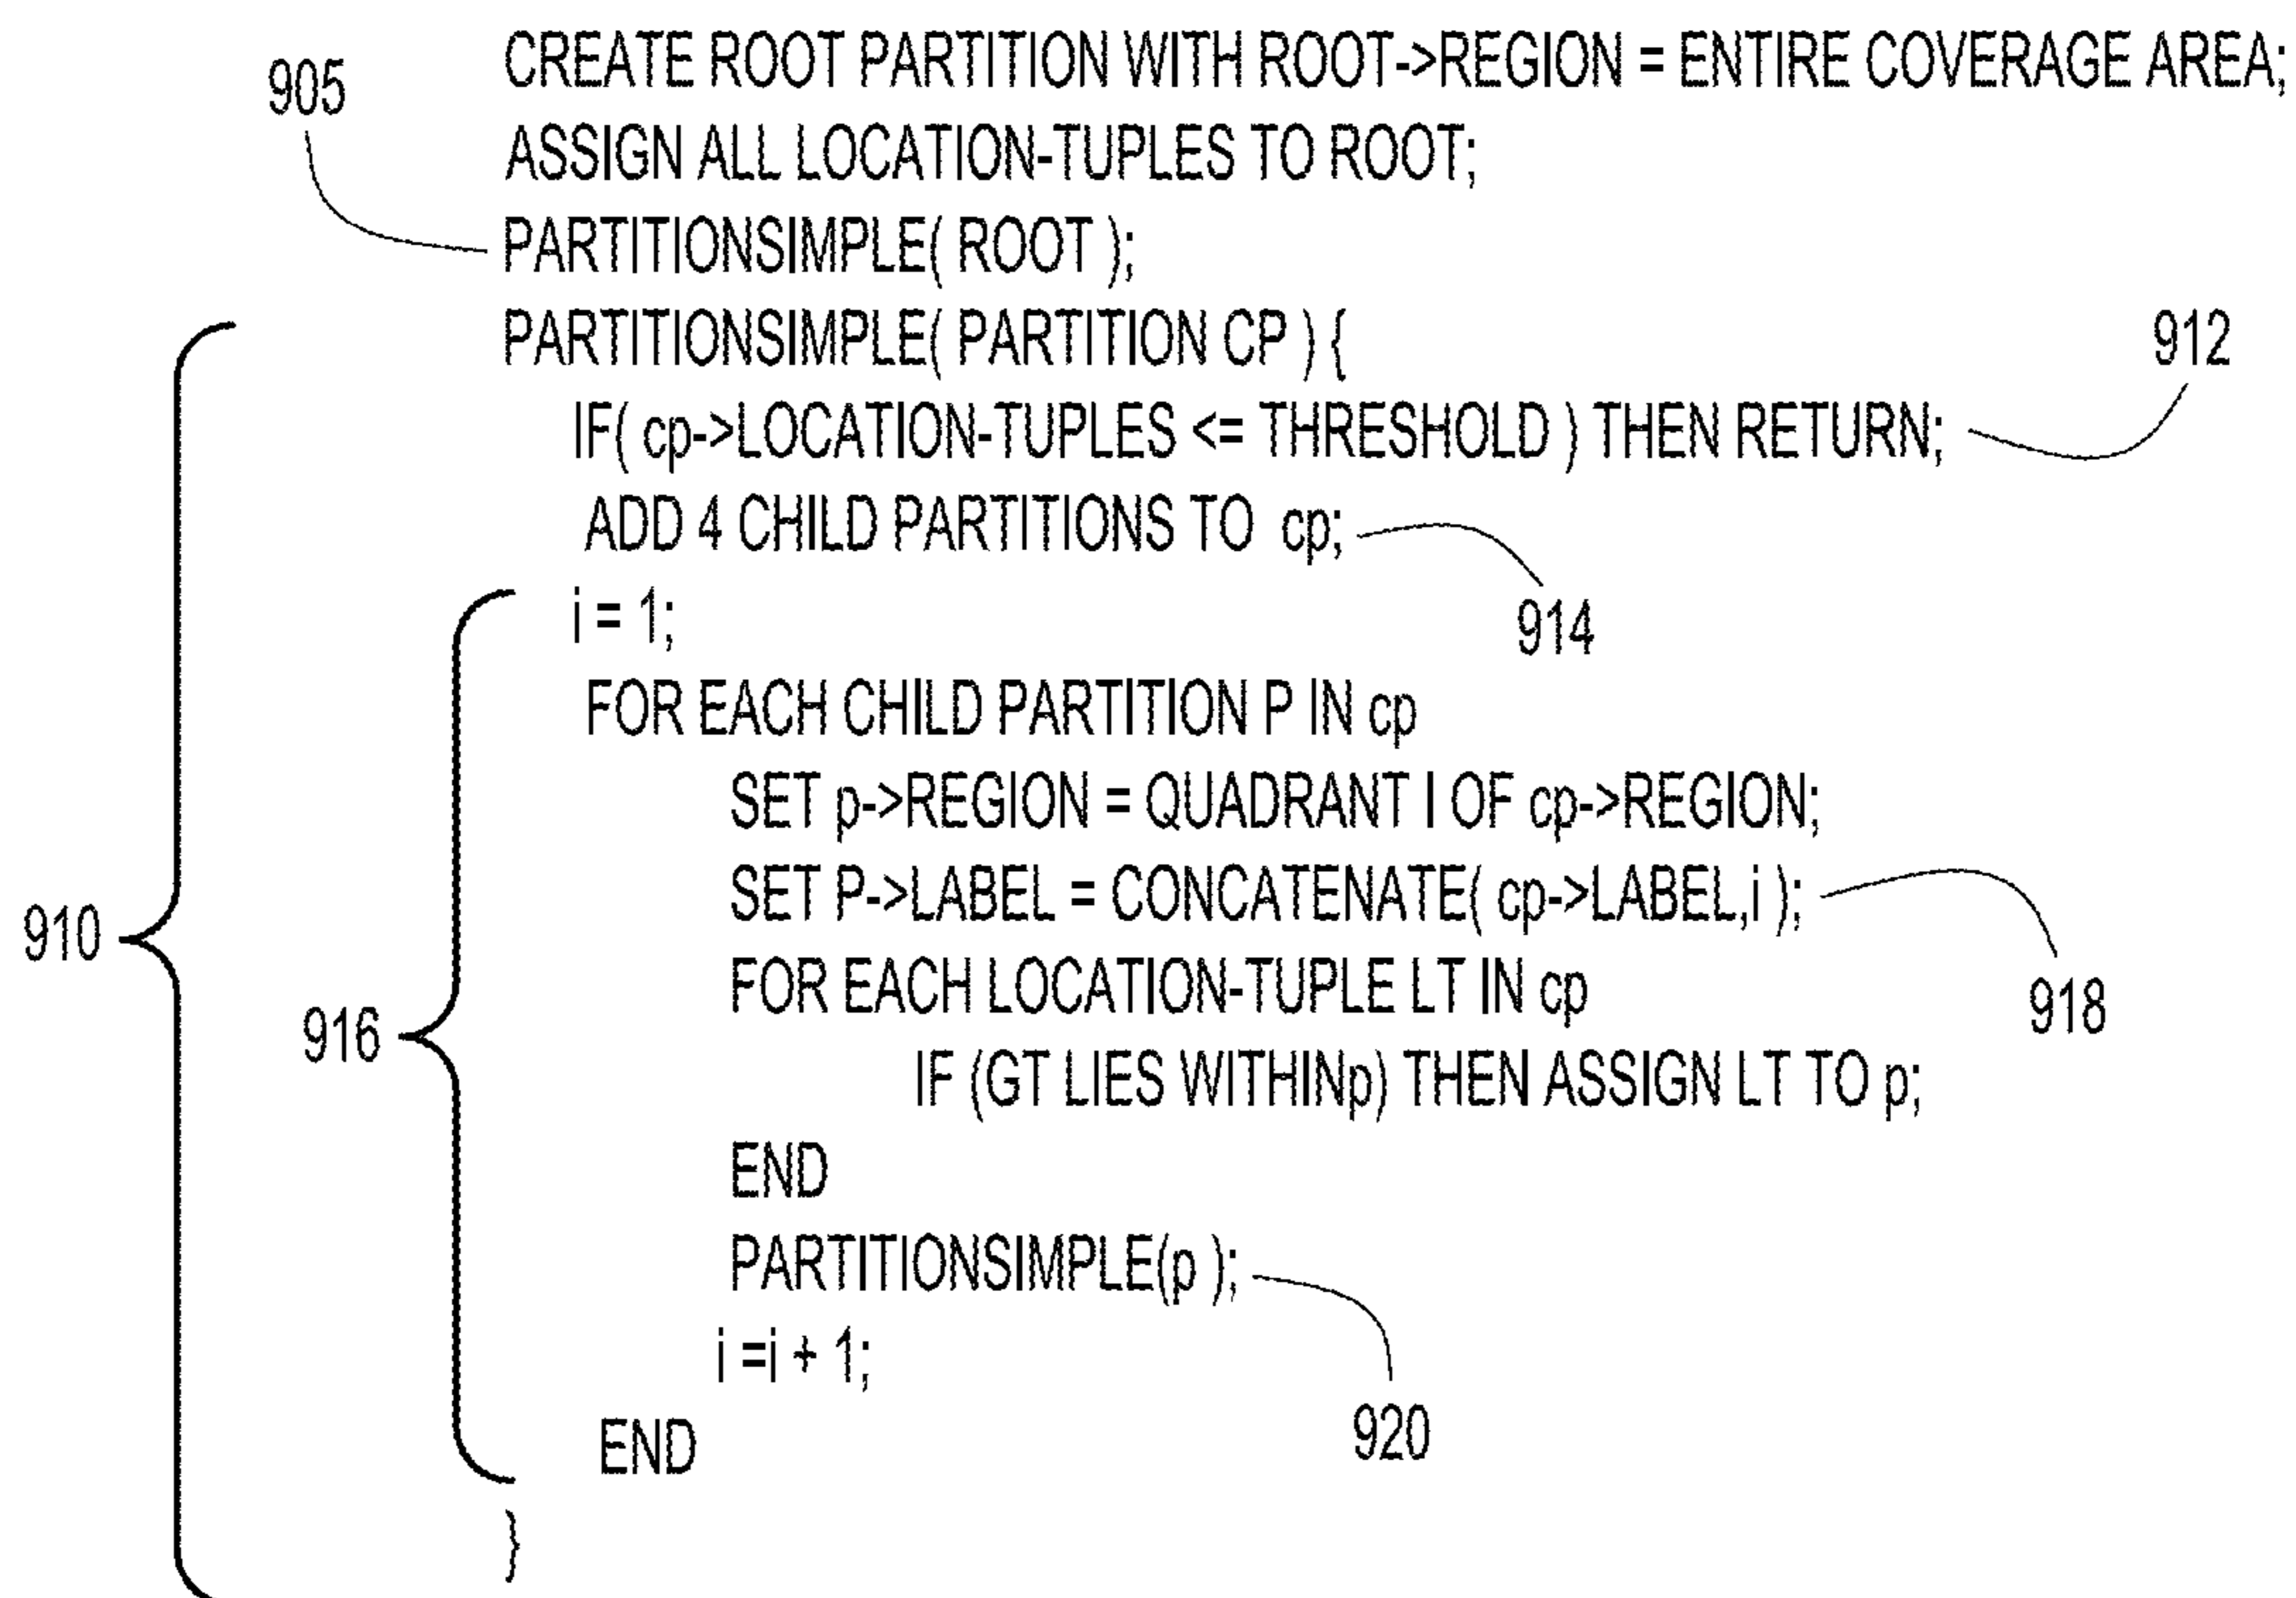 CREATE ROOT PARTITION WITH ROOT->REGION = ENTIRE COVERAGE AREA;
905
ASSIGN ALL LOCATION-TUPLES TO ROOT;
PARTITIONSIMPLE( ROOT );
PARTITIONSIMPLE( PARTITION CP ) {
912
IF( cp->LOCATION-TUPLES <= THRESHOLD ) THEN RETURN;
ADD 4 CHILD PARTITIONS TO cp;
914
i = 1;
FOR EACH CHILD PARTITION P IN cp
SET p->REGION = QUADRANT I OF cp->REGION;
SET P->LABEL = CONCATENATE( cp->LABEL,i );
910
FOR EACH LOCATION-TUPLE LT IN cp
918
916
IF (GT LIES WITHINp) THEN ASSIGN LT TO p;
END
PARTITIONSIMPLE(p );
i =i + 1;
920
END
}